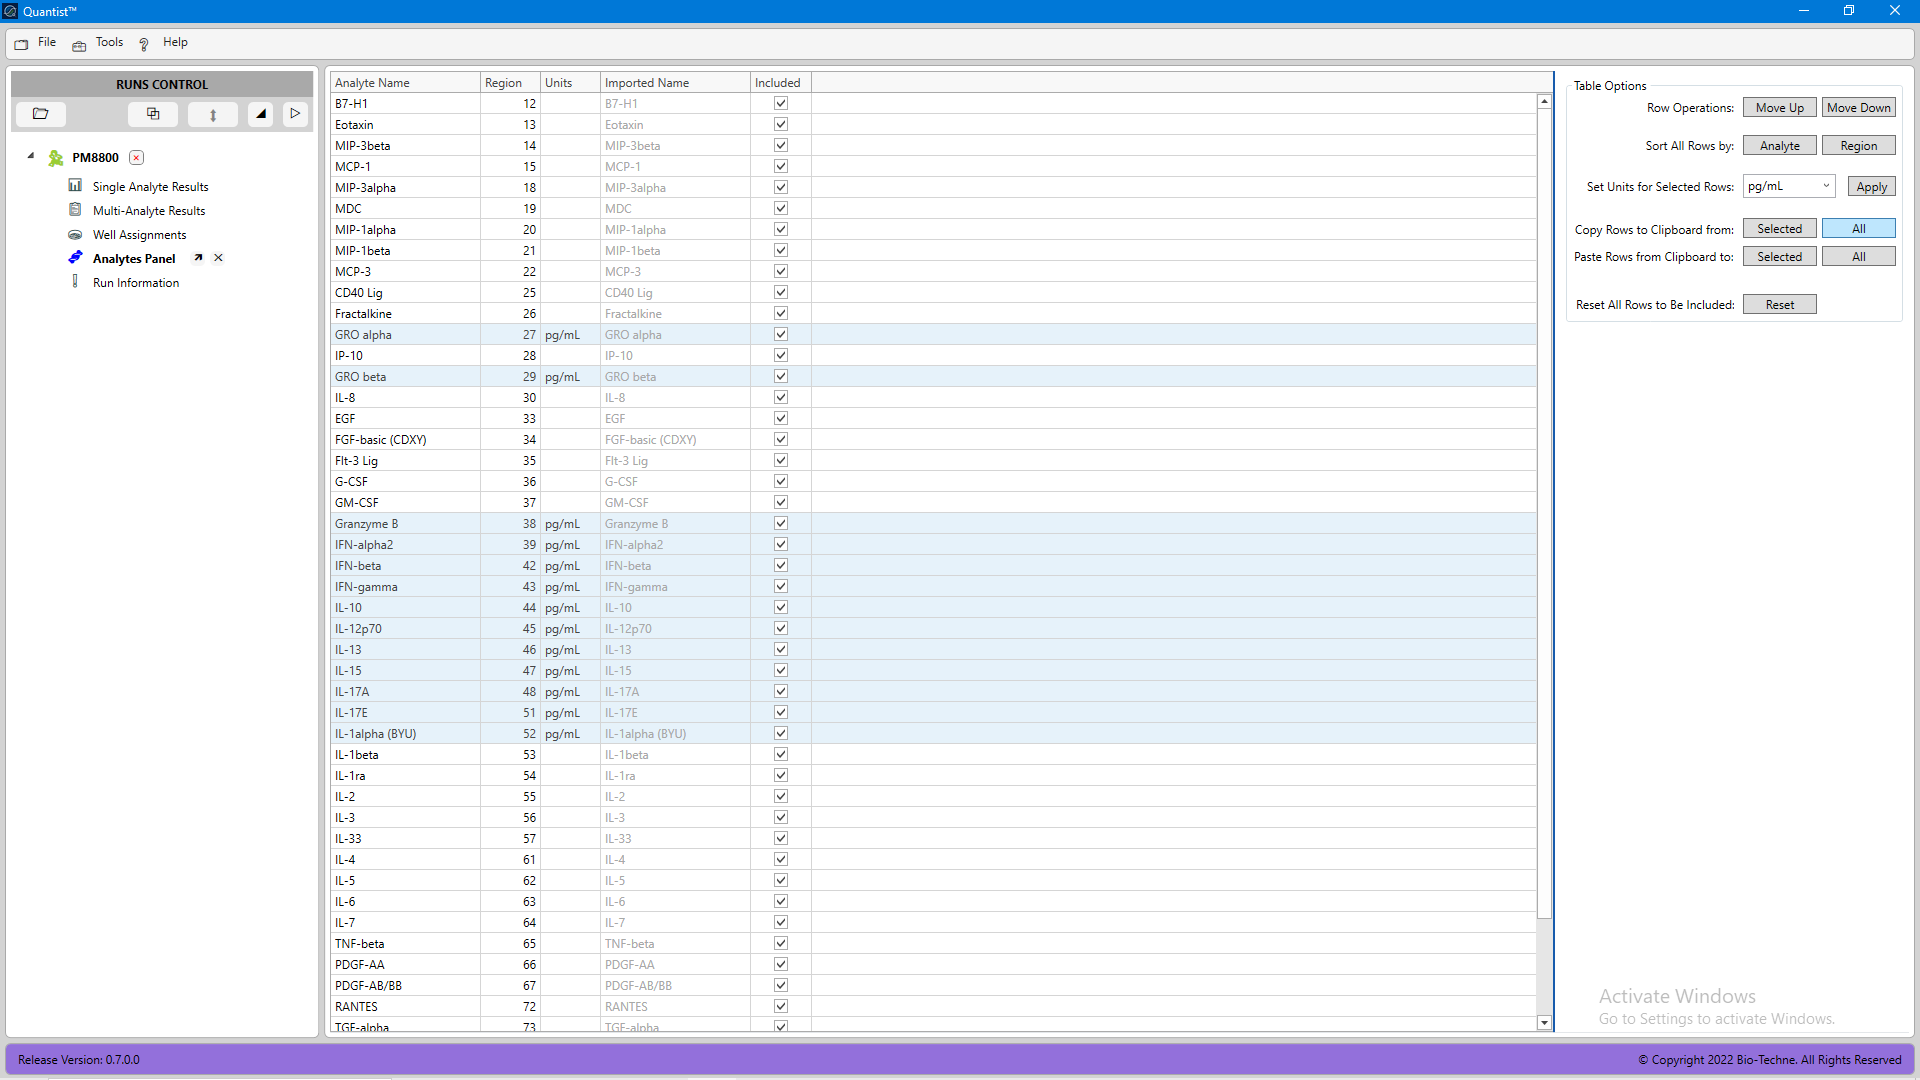 Quantist™
File Tools Help
RUNS CONTROL
PM8800
Single Analyte Results
Multi-Analyte Results
Well Assignments
Analytes Panel
Run Information
Analyte Name Region Units Imported Name Included
B7-H1 12 B7-H1
Eotaxin 13 Eotaxin
MIP-3beta 14 MIP-3beta
MCP-1 15 MCP-1
MIP-3alpha 18 MIP-3alpha
MDC 19 MDC
MIP-1alpha 20 MIP-1alpha
MIP-1beta 21 MIP-1beta
MCP-3 22 MCP-3
CD40 Lig 25 CD40 Lig
Fractalkine 26 Fractalkine
GRO alpha 27 pg/mL GRO alpha
IP-10 28 IP-10
GRO beta 29 pg/mL GRO beta
IL-8 30 IL-8
EGF 33 EGF
FGF-basic (CDXY) 34 FGF-basic (CDXY)
Flt-3 Lig 35 Flt-3 Lig
G-CSF 36 G-CSF
GM-CSF 37 GM-CSF
Granzyme B 38 pg/mL Granzyme B
IFN-alpha2 39 pg/mL IFN-alpha2
IFN-beta 42 pg/mL IFN-beta
IFN-gamma 43 pg/mL IFN-gamma
IL-10 44 pg/mL IL-10
IL-12p70 45 pg/mL IL-12p70
IL-13 46 pg/mL IL-13
IL-15 47 pg/mL IL-15
IL-17A 48 pg/mL IL-17A
IL-17E 51 pg/mL IL-17E
IL-1alpha (BYU) 52 pg/mL IL-1alpha (BYU)
IL-1beta 53 IL-1beta
IL-1ra 54 IL-1ra
IL-2 55 IL-2
IL-3 56 IL-3
IL-33 57 IL-33
IL-4 61 IL-4
IL-5 62 IL-5
IL-6 63 IL-6
IL-7 64 IL-7
TNF-beta 65 TNF-beta
PDGF-AA 66 PDGF-AA
PDGF-AB/BB 67 PDGF-AB/BB
RANTES 72 RANTES
TGF-alpha 73 TGF-alpha
Table Options
Row Operations: Move Up Move Down
Sort All Rows by: Analyte Region
Set Units for Selected Rows: pg/mL Apply
Copy Rows to Clipboard from: Selected All
Paste Rows from Clipboard to: Selected All
Reset All Rows to Be Included: Reset
Activate Windows
Go to Settings to activate Windows.
Release Version: 0.7.0.0
© Copyright 2022 Bio-Techne. All Rights Reserved